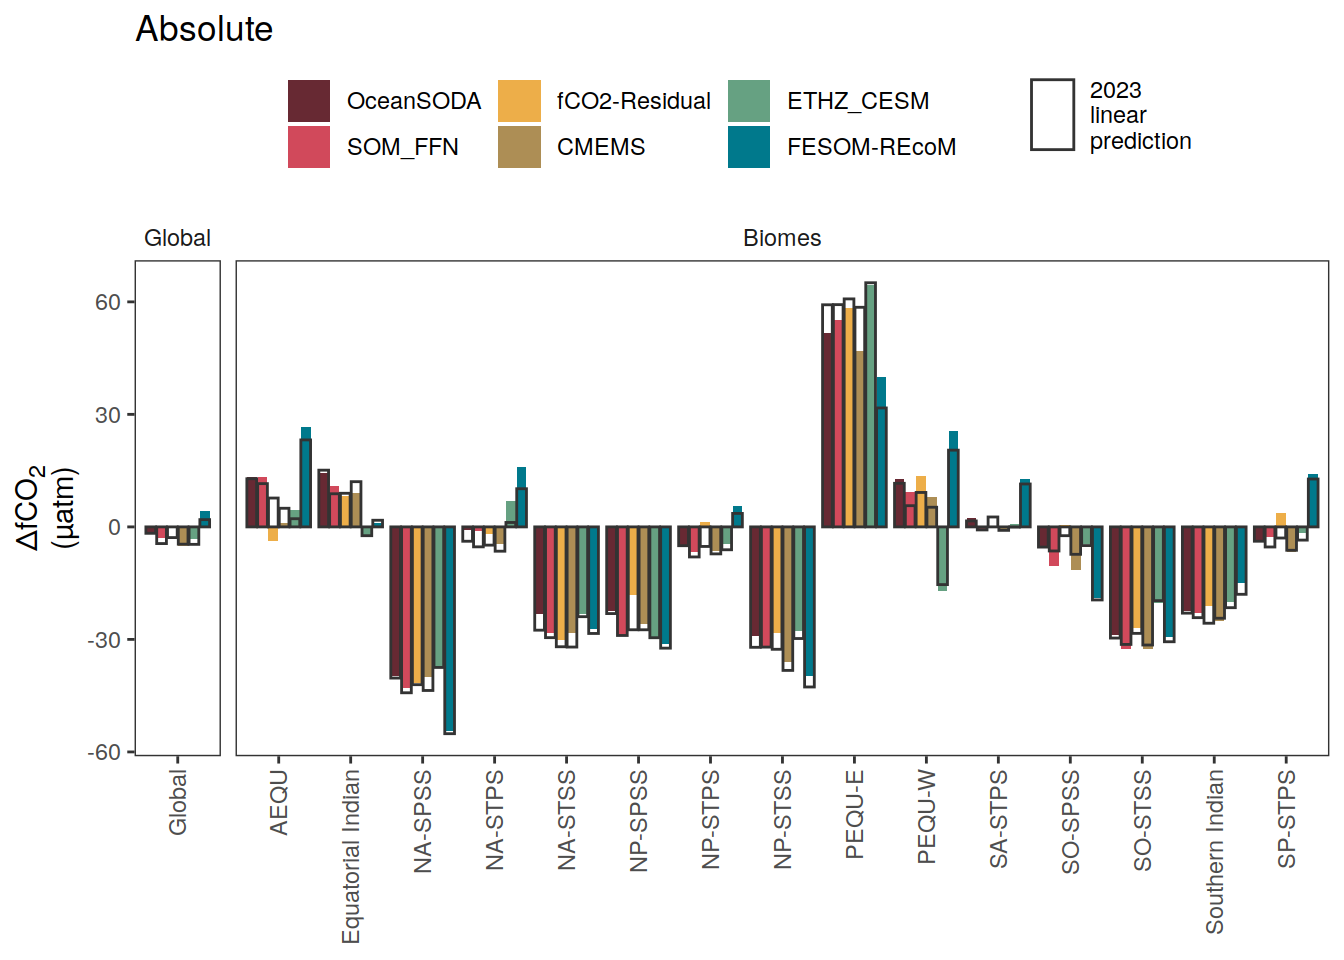 Absolute
OceanSODA
fCO2-Residual
ETHZ_CESM
SOM_FFN
CMEMS
FESOM-REcoM
2023
linear
prediction
Global
Biomes
ΔfCO₂
(µatm)
60
30
0
-30
-60
Global
AEQU
Equatorial Indian
NA-SPSS
NA-STPS
NA-STSS
NP-SPSS
NP-STPS
NP-STSS
PEQU-E
PEQU-W
SA-STPS
SO-SPSS
SO-STSS
Southern Indian
SP-STPS